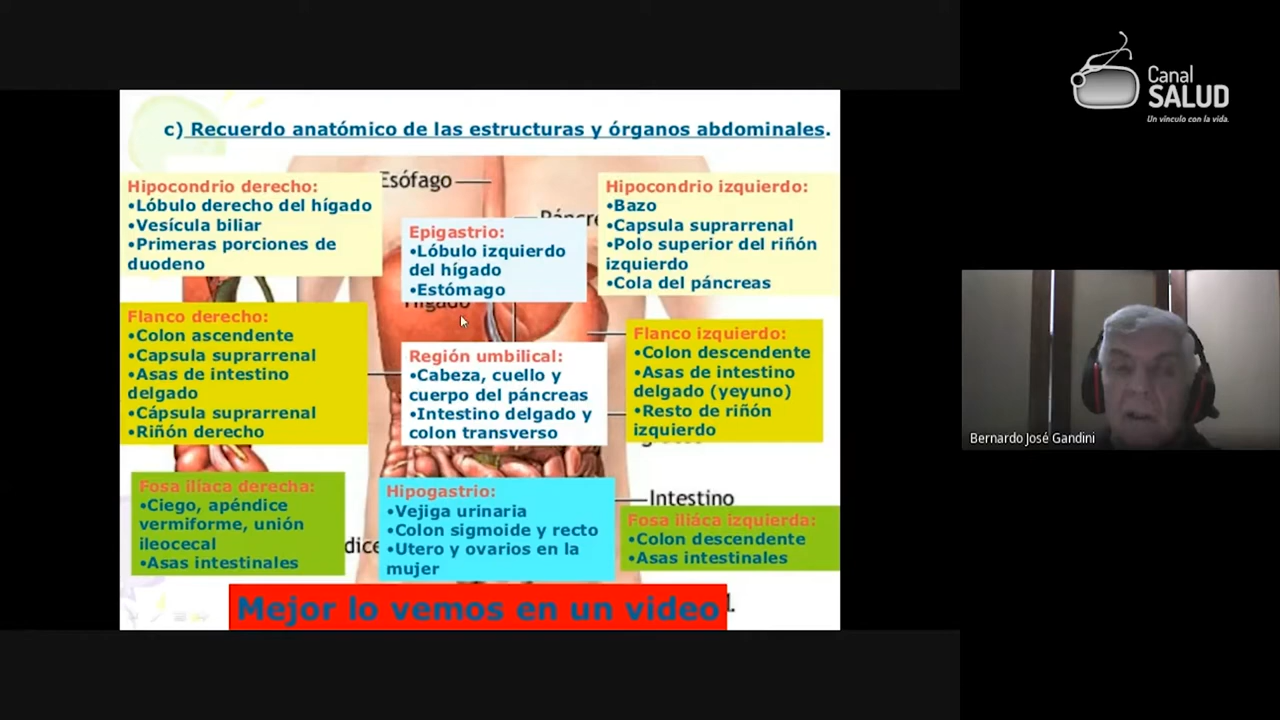 Canal
SALUD
Un vínculo con la vida.
c) Recuerdo anatómico de las estructuras y órganos abdominales.
Esófago
Hipocondrio derecho:
•Lóbulo derecho del hígado
•Vesícula biliar
•Primeras porciones de
duodeno
Epigastrio:
•Lóbulo izquierdo
del hígado
•Estómago
Hígado
Hipocondrio izquierdo:
•Bazo
•Capsula suprarrenal
•Polo superior del riñón
izquierdo
•Cola del páncreas
Flanco derecho:
•Colon ascendente
•Capsula suprarrenal
•Asas de intestino
delgado
•Cápsula suprarrenal
•Riñón derecho
Región umbilical:
•Cabeza, cuello y
cuerpo del páncreas
•Intestino delgado y
colon transverso
Flanco izquierdo:
•Colon descendente
•Asas de intestino
delgado (yeyuno)
•Resto de riñón
izquierdo
Fosa iliaca derecha:
•Ciego, apéndice
vermiforme, unión
ileocecal
•Asas intestinales
Hipogastrio:
•Vejiga urinaria
•Colon sigmoide y recto
•Utero y ovarios en la
mujer
Intestino
Fosa iliáca izquierda:
•Colon descendente
•Asas intestinales
Mejor lo vemos en un video
Bernardo José Gandini